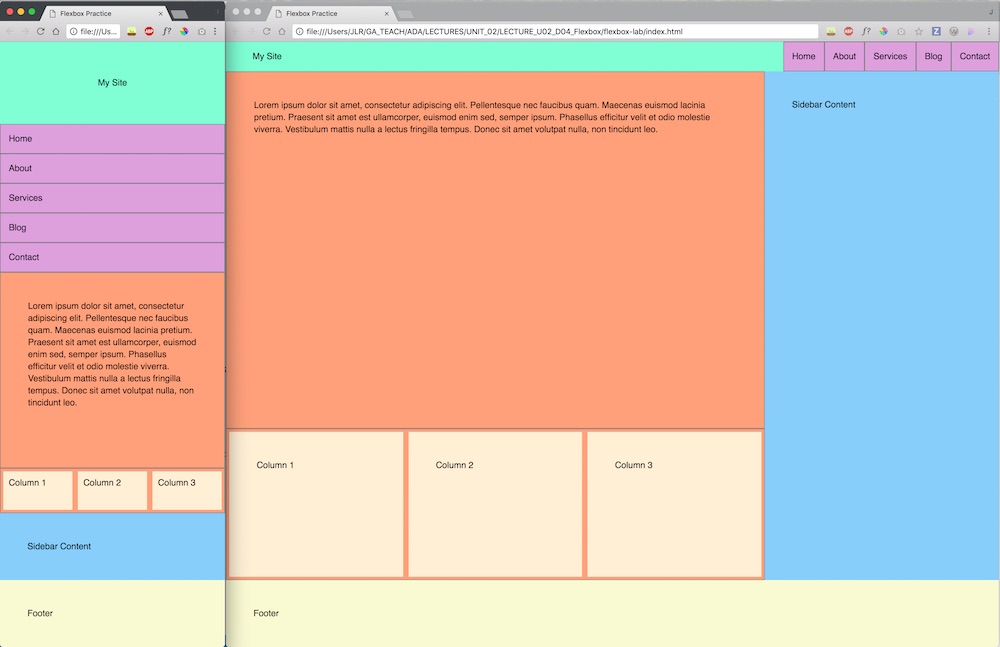 Flexbox Practice
file:///Us...
My Site
Home
About
Services
Blog
Contact
Lorem ipsum dolor sit amet, consectetur
adipiscing elit. Pellentesque nec faucibus
quam. Maecenas euismod lacinia pretium.
Praesent sit amet est ullamcorper, euismod
enim sed, semper ipsum. Phasellus
efficitur velit et odio molestie viverra.
Vestibulum mattis nulla a lectus fringilla
tempus. Donec sit amet volutpat nulla, non
tincidunt leo.
Column 1 Column 2 Column 3
Sidebar Content
Footer
Flexbox Practice
file:///Users/JLR/GA_TEACH/ADA/LECTURES/UNIT_02/LECTURE_U02_D04_Flexbox/flexbox-lab/index.html
My Site Home About Services Blog Contact
Lorem ipsum dolor sit amet, consectetur adipiscing elit. Pellentesque nec faucibus quam. Maecenas euismod lacinia
pretium. Praesent sit amet est ullamcorper, euismod enim sed, semper ipsum. Phasellus efficitur velit et odio molestie
viverra. Vestibulum mattis nulla a lectus fringilla tempus. Donec sit amet volutpat nulla, non tincidunt leo.
Sidebar Content
Column 1 Column 2 Column 3
Footer